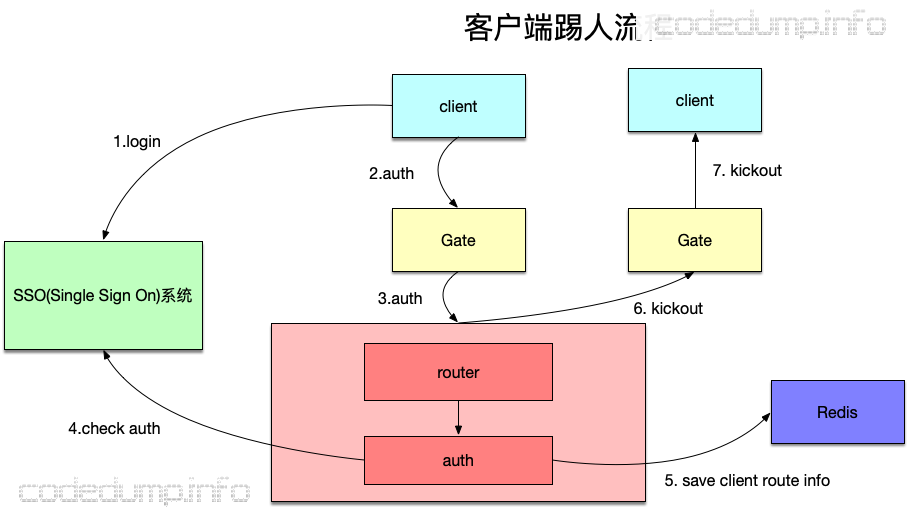 客户端踢人流程
codedump info
client
client
1.login
2.auth
7. kickout
Gate
Gate
SSO(Single Sign On)系统
3.auth
6. kickout
router
Redis
4.check auth
auth
5. save client route info
codedump info